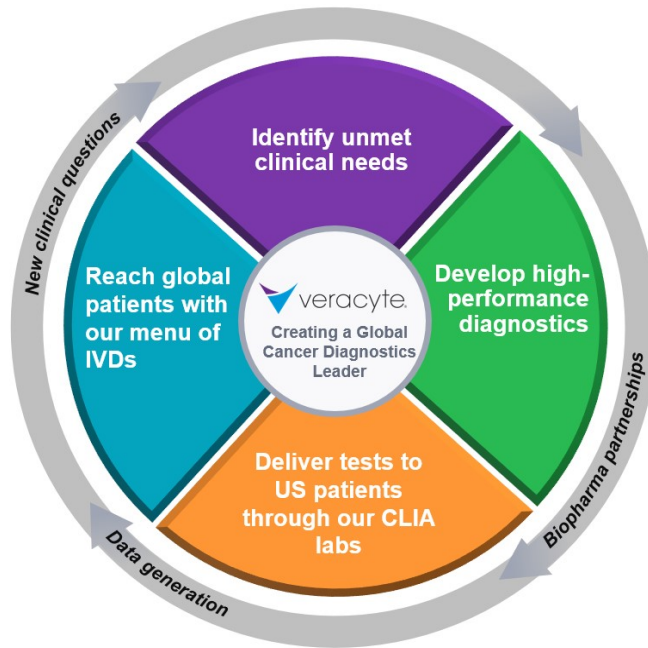 Identify unmet
clinical needs
Develop high-
performance
diagnostics
Deliver tests to
US patients
through our CLIA
labs
Reach global
patients with
our menu of
IVDs
veracyte.
Creating a Global
Cancer Diagnostics
Leader
New clinical questions
Biopharma partnerships
Data generation